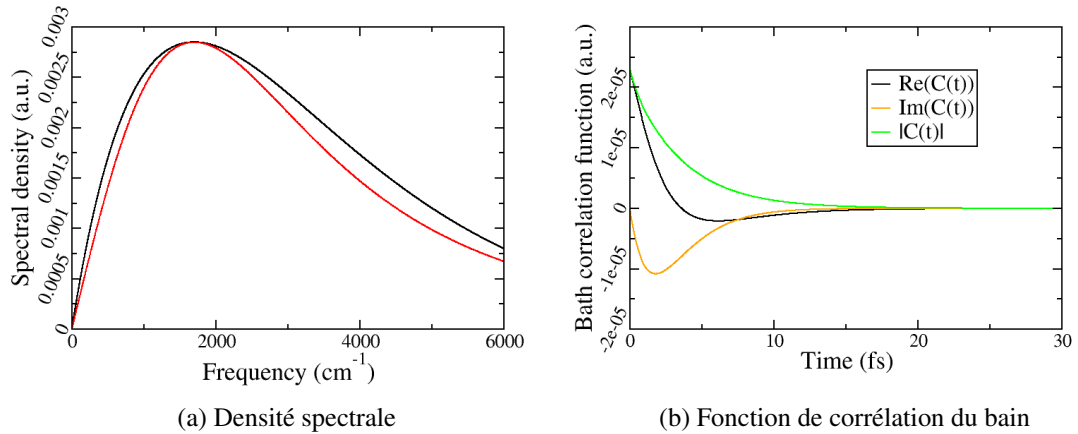 Spectral density (a.u.)
0.003
0.0025
0.002
0.0015
0.001
0.0005
0
0 2000 4000 6000
Frequency (cm-1)
(a) Densité spectrale
Bath correlation function (a.u.)
2e-05
1e-05
0
-1e-05
-2e-05
Re(C(t))
Im(C(t))
|C(t)|
0 10 20 30
Time (fs)
(b) Fonction de corrélation du bain